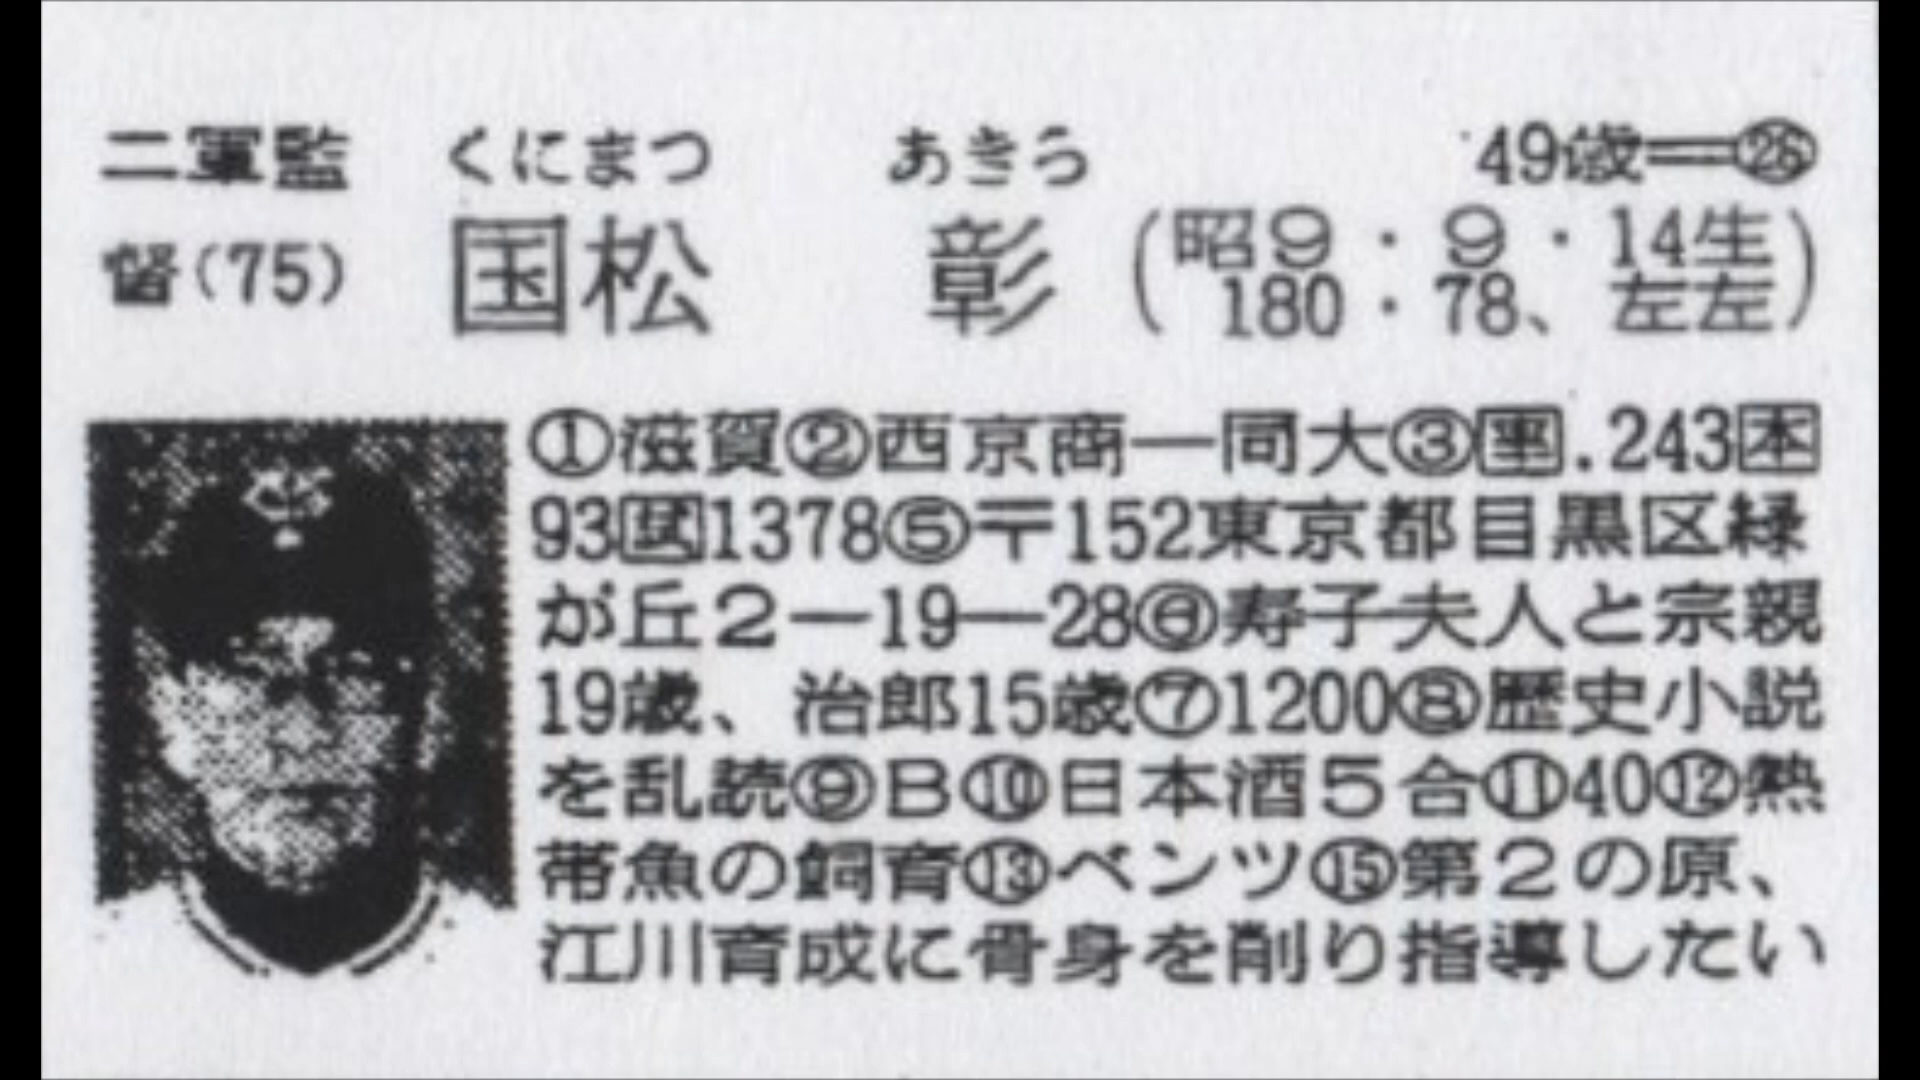 二軍監督(75)
くにまつ あきら 49歳＝㉖
国松 彰 (昭9・9・14生 180・78、左左)
①滋賀②西京商―同大③率.243本
93試1378⑤〒152東京都目黒区緑
が丘2―19―28⑥寿子夫人と宗親
19歳、治郎15歳⑦1200⑧歴史小説
を乱読⑨B⑩日本酒5合⑪40⑫熱
帯魚の飼育⑬ベンツ⑮第2の原、
江川育成に骨身を削り指導したい